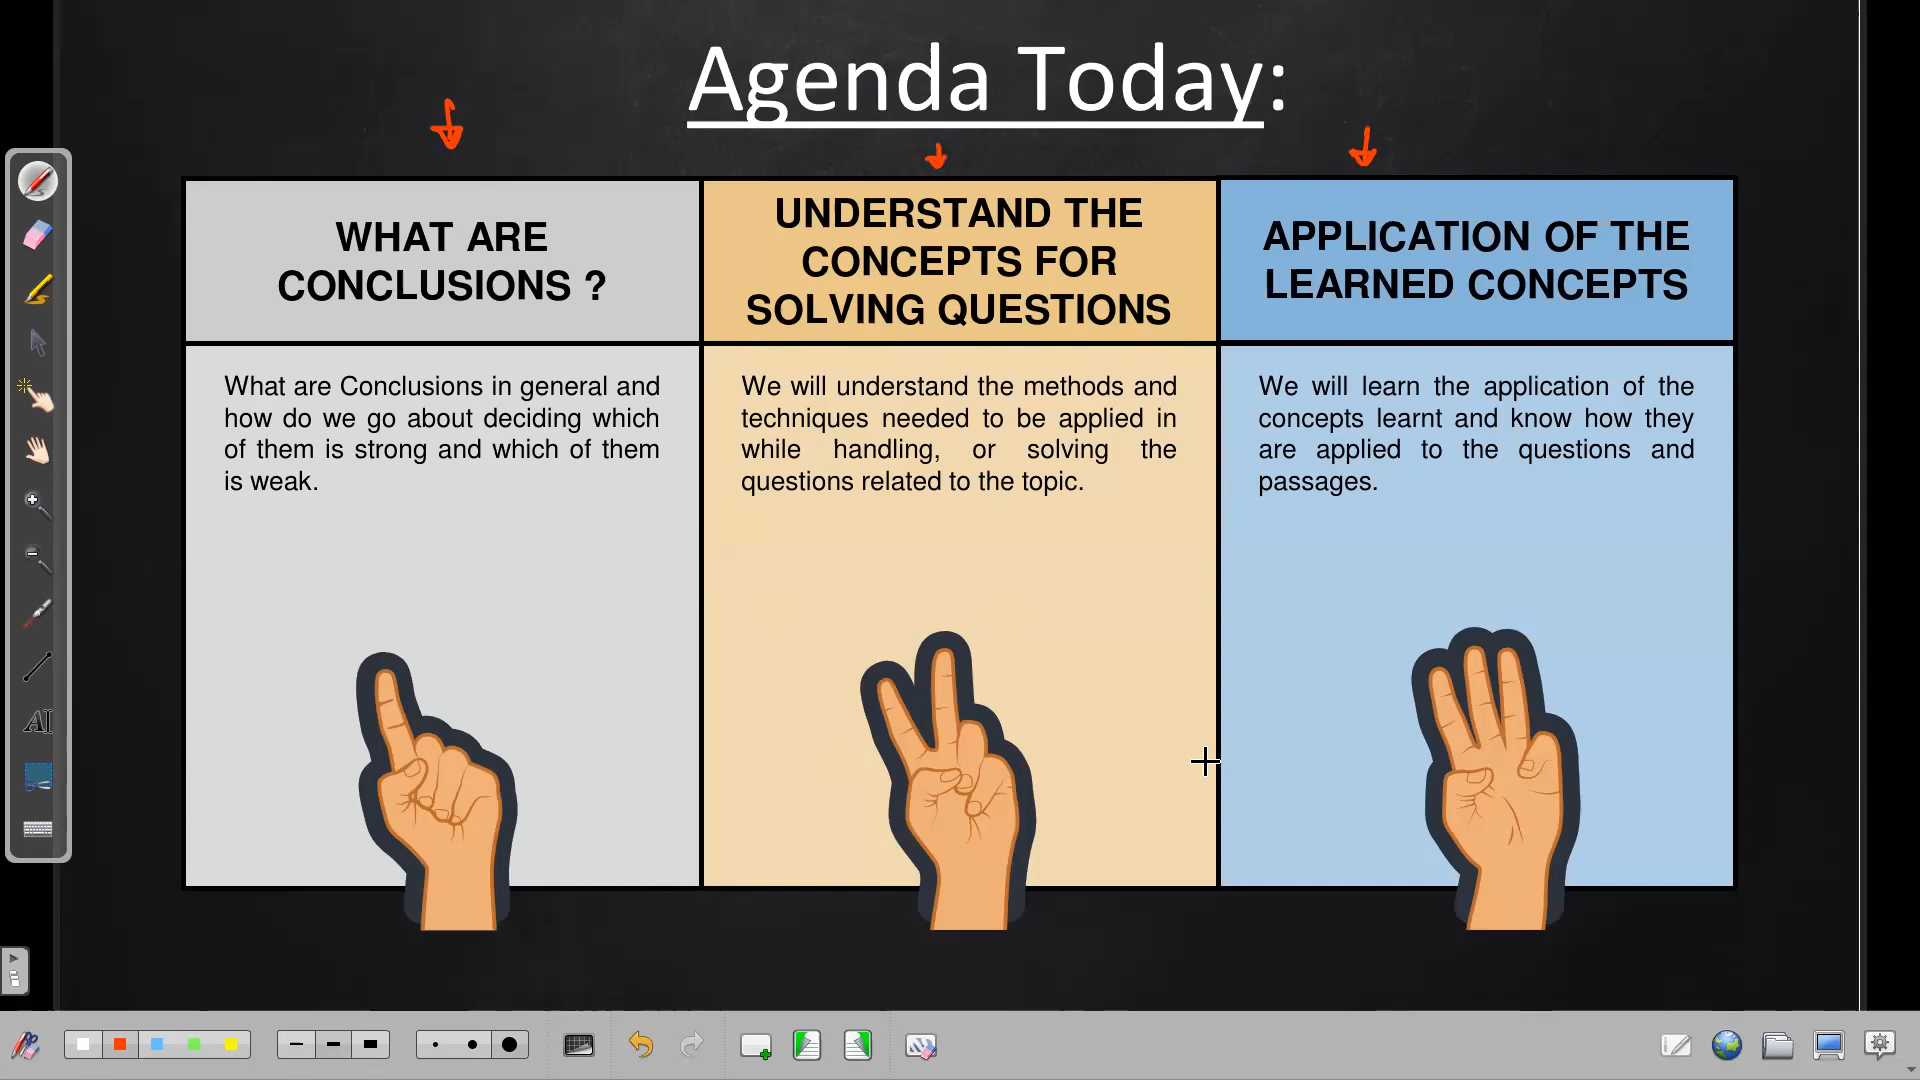 Agenda Today:
WHAT ARE
CONCLUSIONS ?
What are Conclusions in general and
how do we go about deciding which
of them is strong and which of them
is weak.
UNDERSTAND THE
CONCEPTS FOR
SOLVING QUESTIONS
We will understand the methods and
techniques needed to be applied in
while handling, or solving the
questions related to the topic.
APPLICATION OF THE
LEARNED CONCEPTS
We will learn the application of the
concepts learnt and know how they
are applied to the questions and
passages.
AI